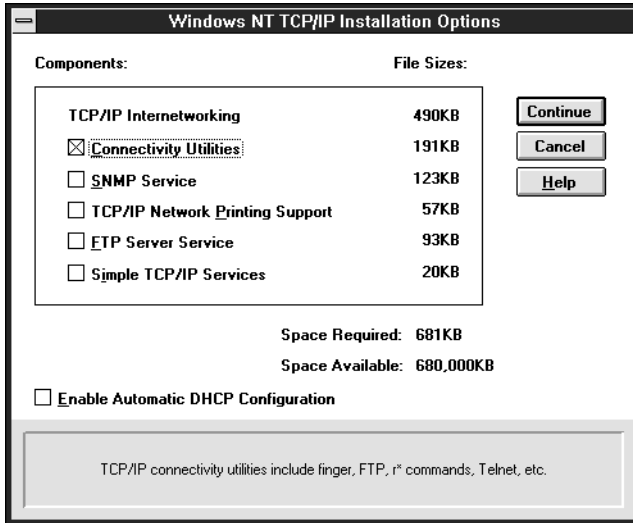 Windows NT TCP/IP Installation Options
Components: File Sizes:
TCP/IP Internetworking 490KB
Connectivity Utilities 191KB
SNMP Service 123KB
TCP/IP Network Printing Support 57KB
FTP Server Service 93KB
Simple TCP/IP Services 20KB
Continue
Cancel
Help
Space Required: 681KB
Space Available: 680,000KB
Enable Automatic DHCP Configuration
TCP/IP connectivity utilities include finger, FTP, r* commands, Telnet, etc.